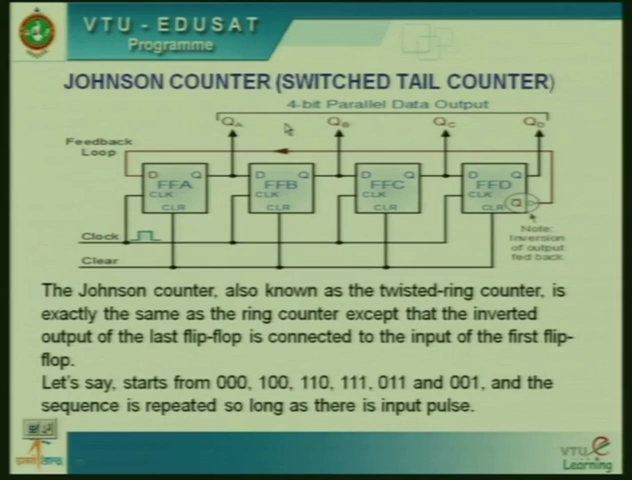 VTU - EDUSAT
Programme
JOHNSON COUNTER (SWITCHED TAIL COUNTER)
4-bit Parallel Data Output
QA QB QC QD
Feedback
Loop
D Q D Q D Q D Q
FFA FFB FFC FFD
CLK CLK CLK CLK
CLR CLR CLR CLR Q
Clock
Clear
Note:
Inversion
of output
fed back
The Johnson counter, also known as the twisted-ring counter, is
exactly the same as the ring counter except that the inverted
output of the last flip-flop is connected to the input of the first flip-
flop.
Let's say, starts from 000, 100, 110, 111, 011 and 001, and the
sequence is repeated so long as there is input pulse.
VTU e
Learning